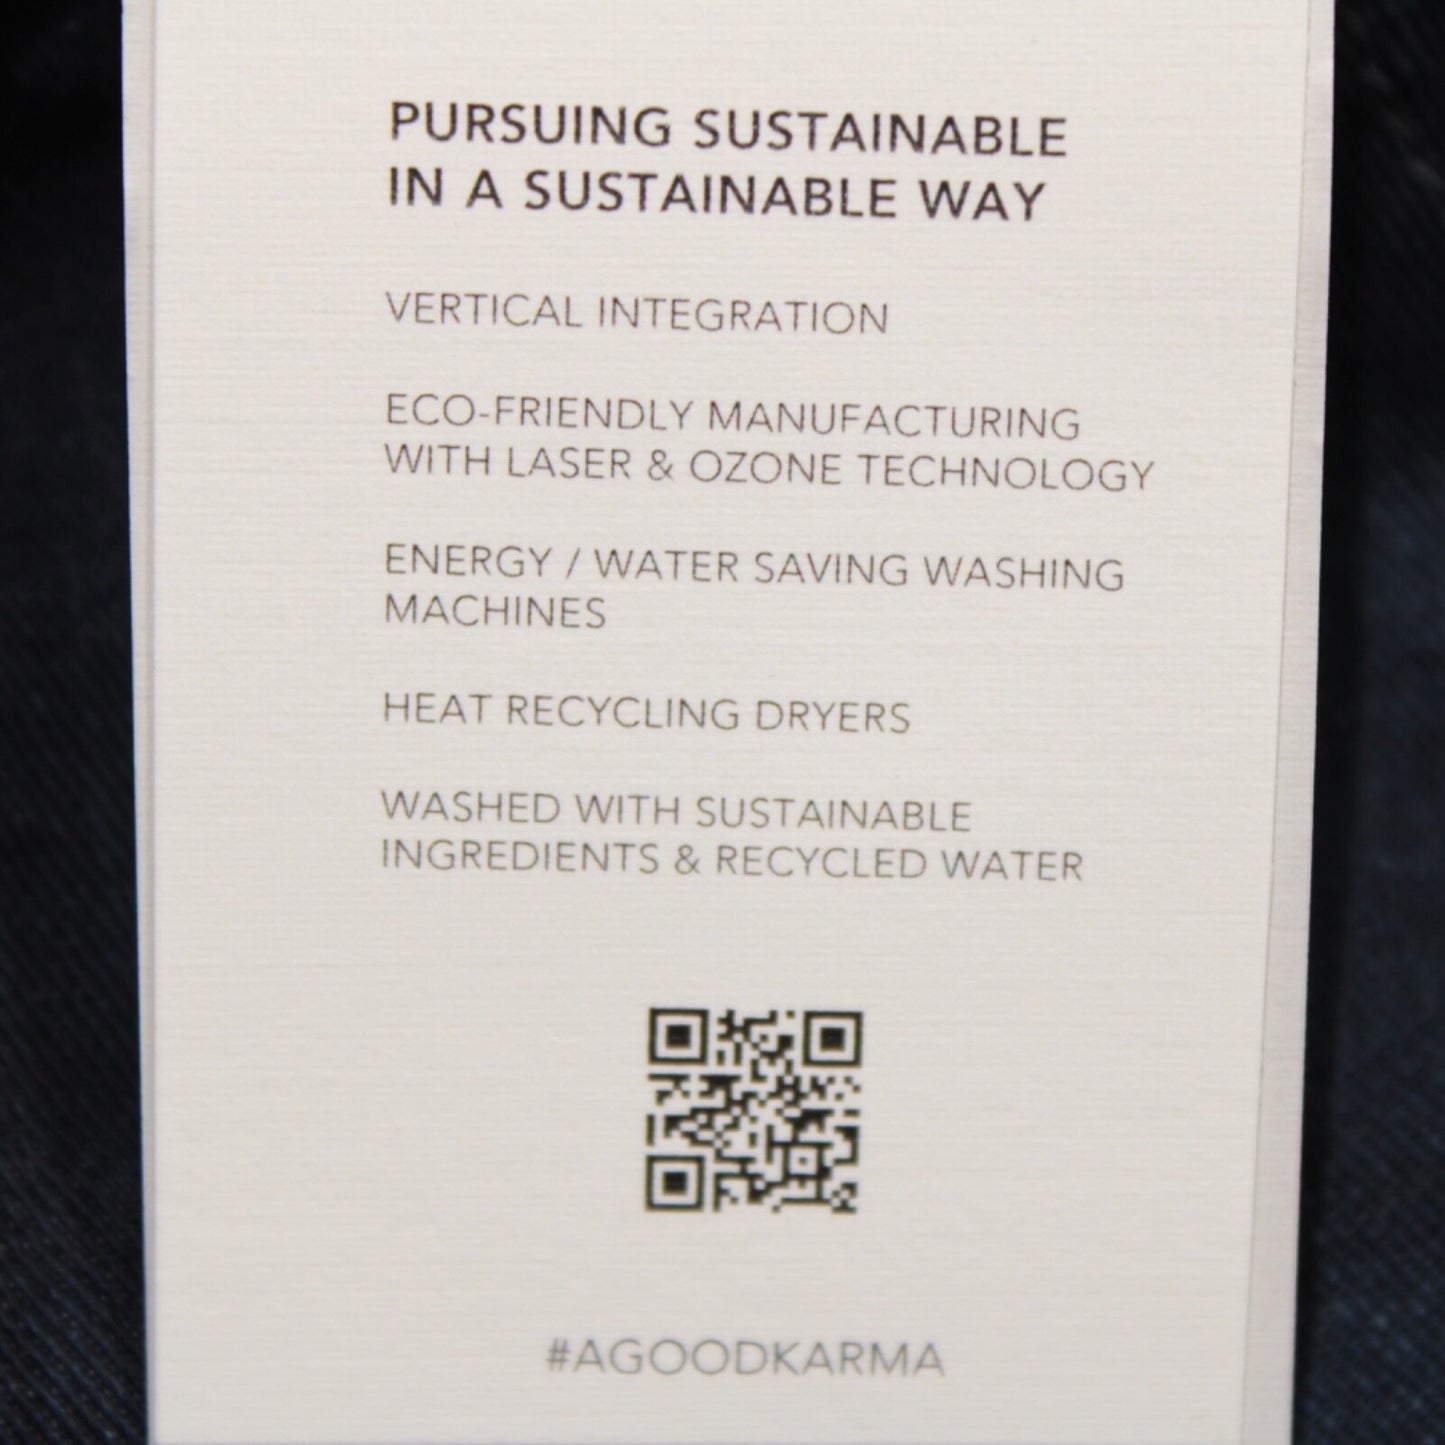 PURSUING SUSTAINABLE
IN A SUSTAINABLE WAY
VERTICAL INTEGRATION
ECO-FRIENDLY MANUFACTURING
WITH LASER & OZONE TECHNOLOGY
ENERGY / WATER SAVING WASHING
MACHINES
HEAT RECYCLING DRYERS
WASHED WITH SUSTAINABLE
INGREDIENTS & RECYCLED WATER
#AGOODKARMA